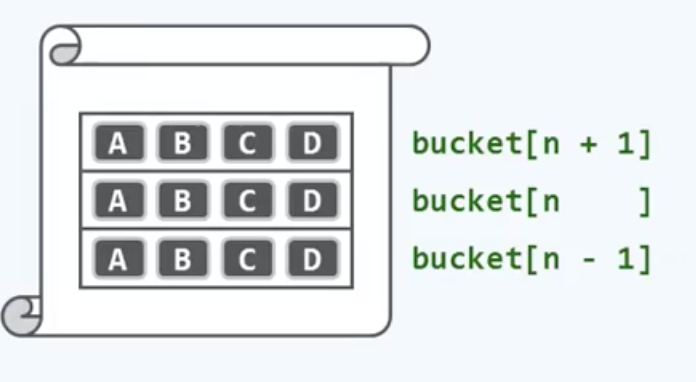 A B C D bucket[n + 1]
A B C D bucket[n    ]
A B C D bucket[n - 1]